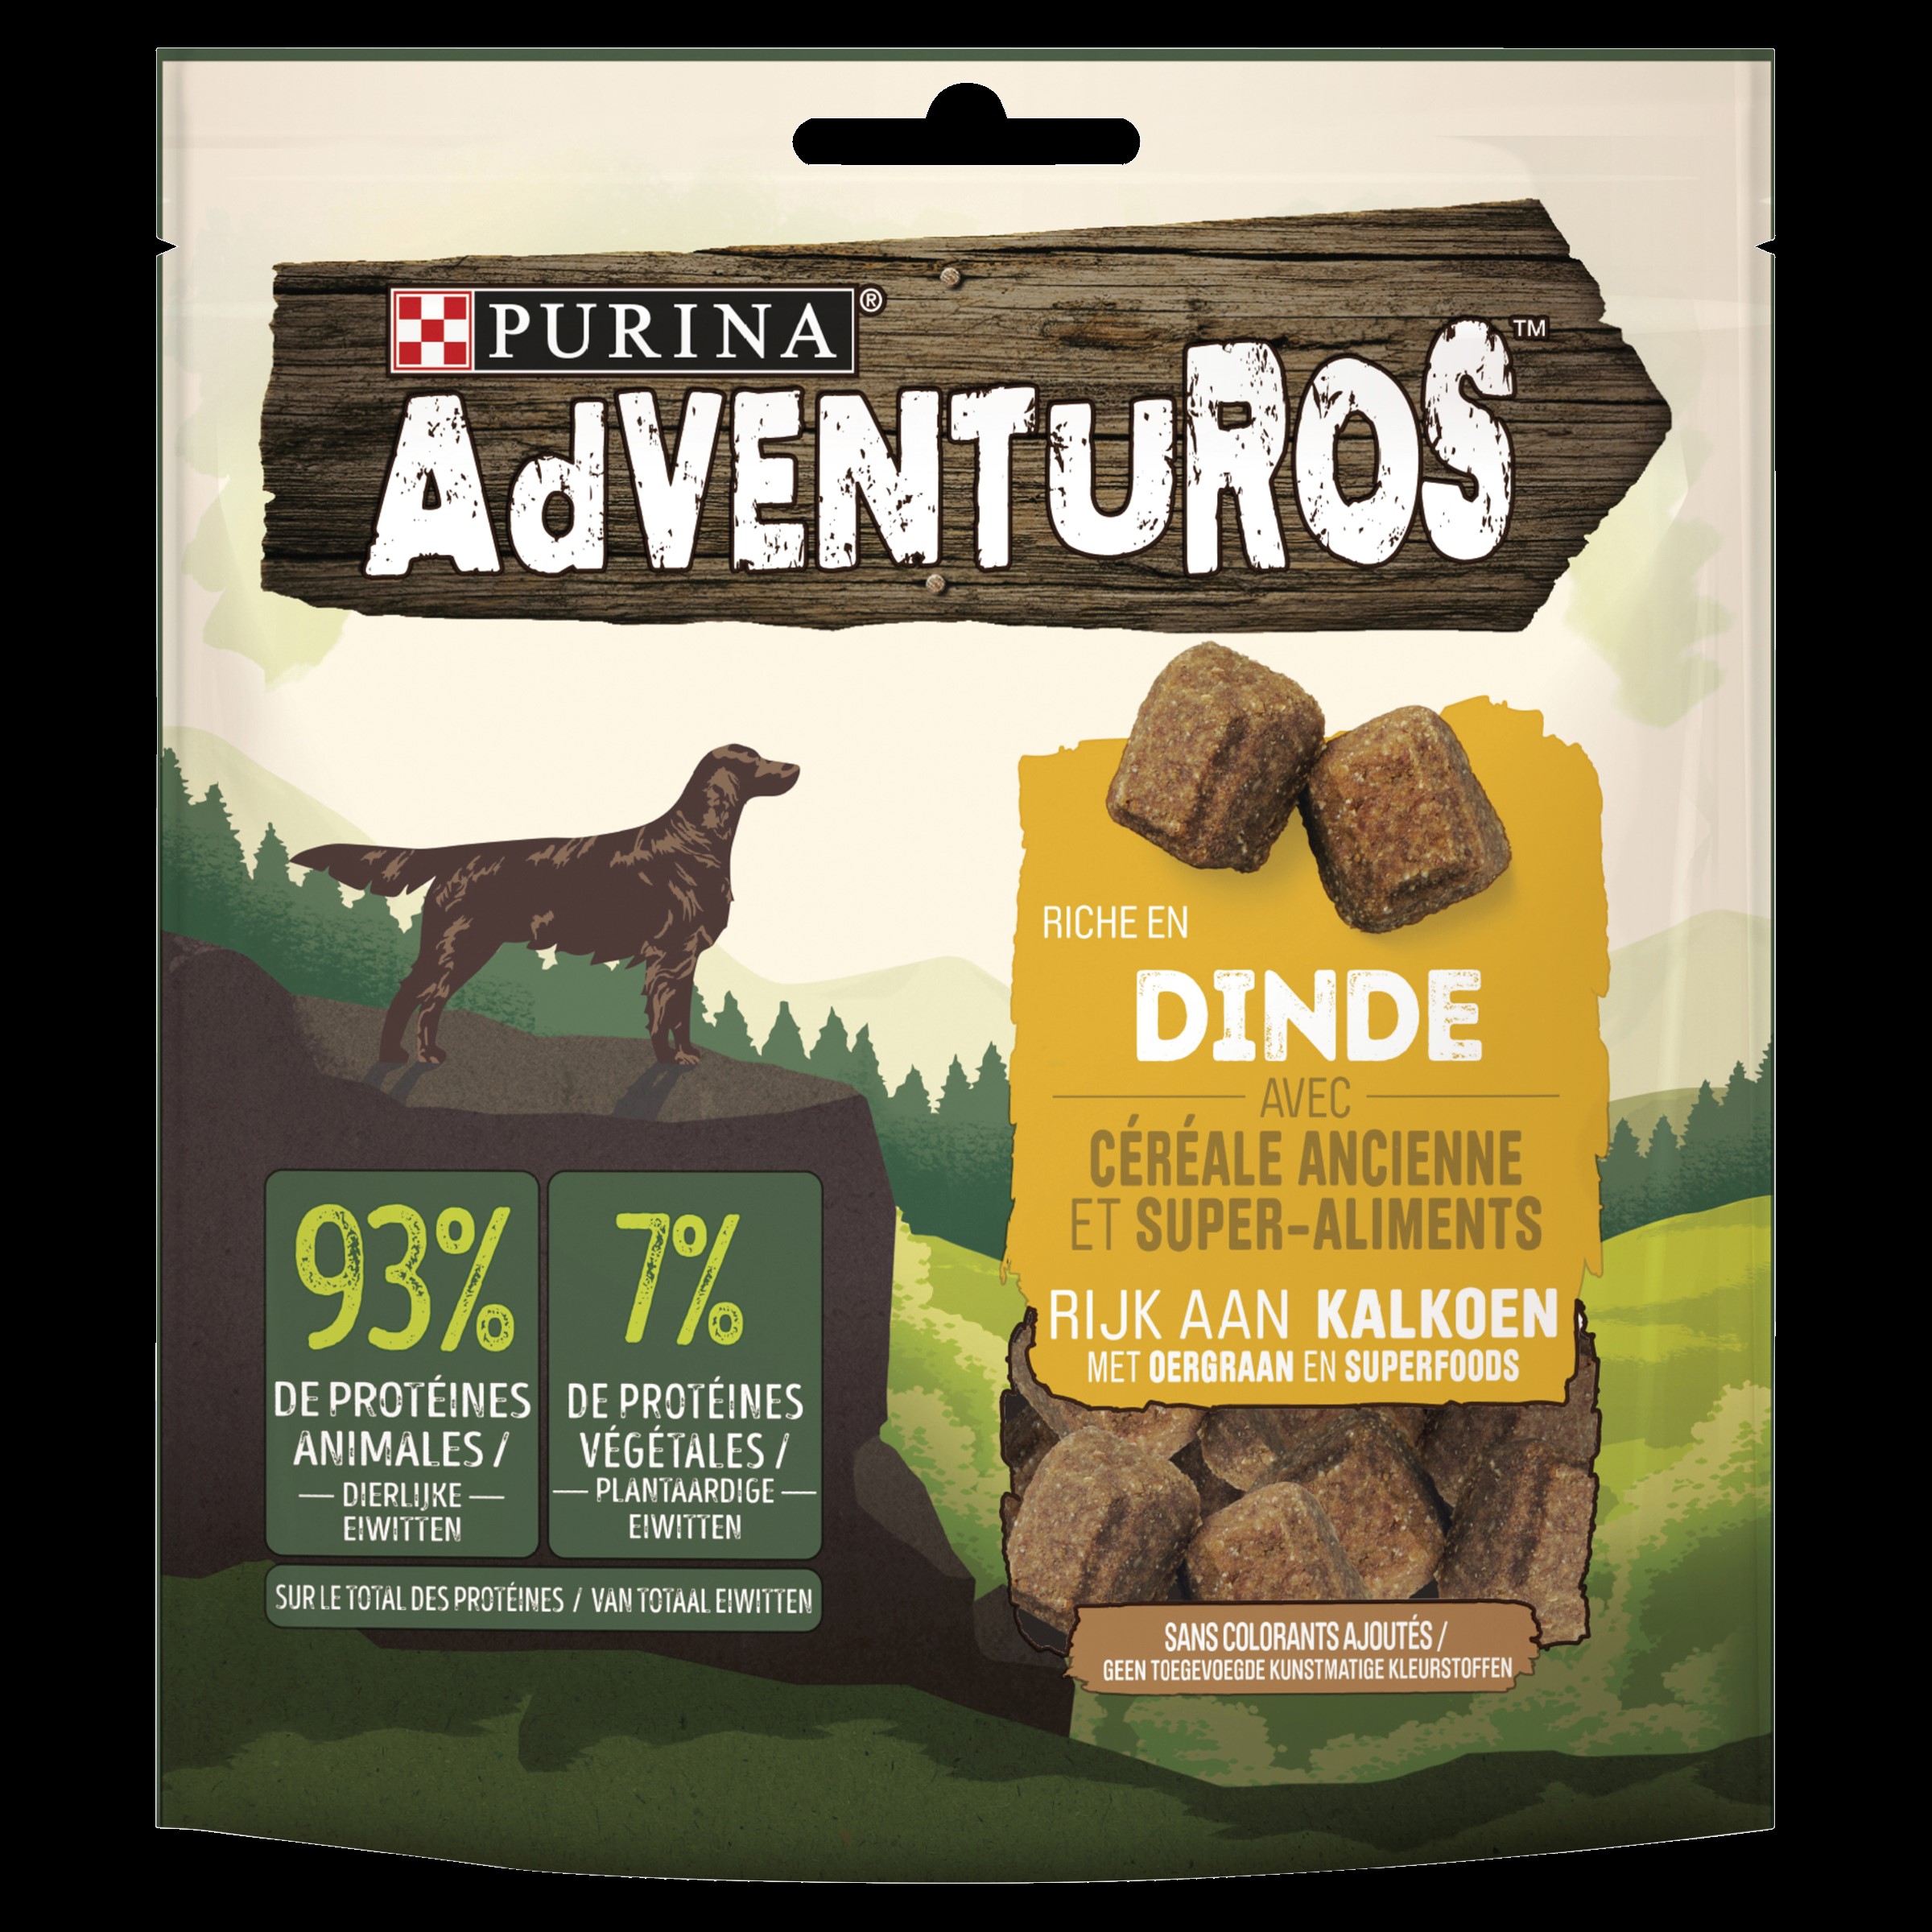 PURINA®
AdVENTUROS™
RICHE EN
DINDE
AVEC
CÉRÉALE ANCIENNE
ET SUPER-ALIMENTS
RIJK AAN KALKOEN
MET OERGRAAN EN SUPERFOODS
93%
DE PROTÉINES
ANIMALES /
DIERLIJKE
EIWITTEN
7%
DE PROTÉINES
VÉGÉTALES /
PLANTAARDIGE
EIWITTEN
SUR LE TOTAL DES PROTÉINES / VAN TOTAAL EIWITTEN
SANS COLORANTS AJOUTÉS /
GEEN TOEGEVOEGDE KUNSTMATIGE KLEURSTOFFEN